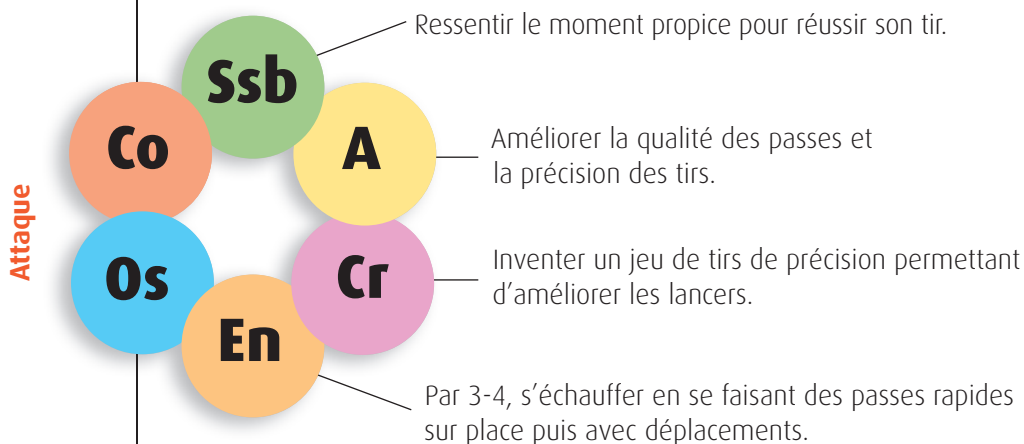 Ressentir le moment propice pour réussir son tir.
Ssb
Co
A
Améliorer la qualité des passes et
la précision des tirs.
Attaque
Os
Cr
Inventer un jeu de tirs de précision permettant
d’améliorer les lancers.
En
Par 3-4, s’échauffer en se faisant des passes rapides
sur place puis avec déplacements.